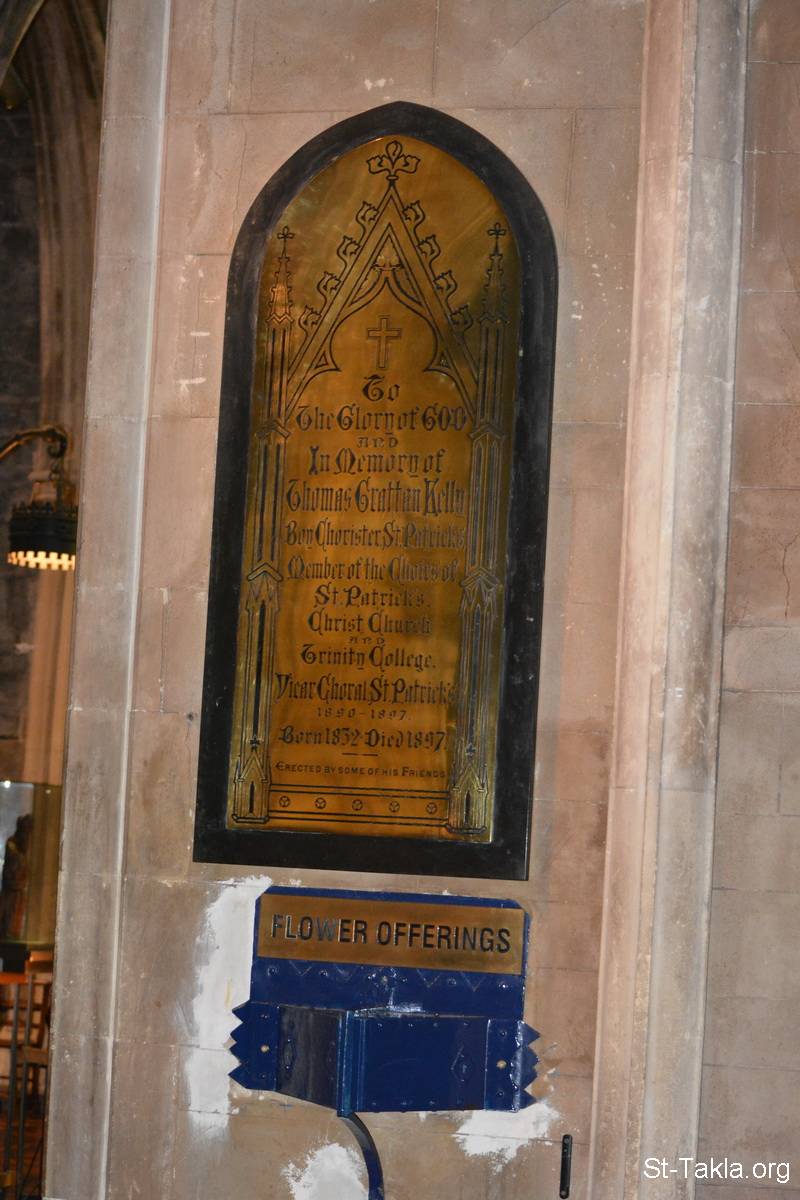 To
The Glory of GOD
AND
In Memory of
Thomas Grattan Kelly
Boy Chorister, St. Patrick's
Member of the Choirs of
St. Patrick's,
Christ Church
AND
Trinity College.
Vicar Choral, St. Patrick's
1890-1897.
Born 1832-Died 1897.
ERECTED BY SOME OF HIS FRIENDS
FLOWER OFFERINGS
St-Takla.org